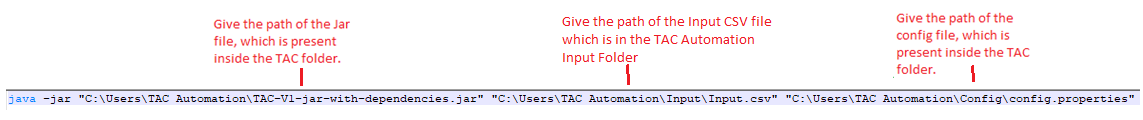 Give the path of the Jar
file, which is present
inside the TAC folder.
Give the path of the Input CSV file
which is in the TAC Automation
Input Folder
Give the path of the
config file, which is
present inside the TAC
folder.
java -jar "C:\Users\TAC Automation\TAC-V1-jar-with-dependencies.jar" "C:\Users\TAC Automation\Input\Input.csv" "C:\Users\TAC Automation\Config\config.properties"